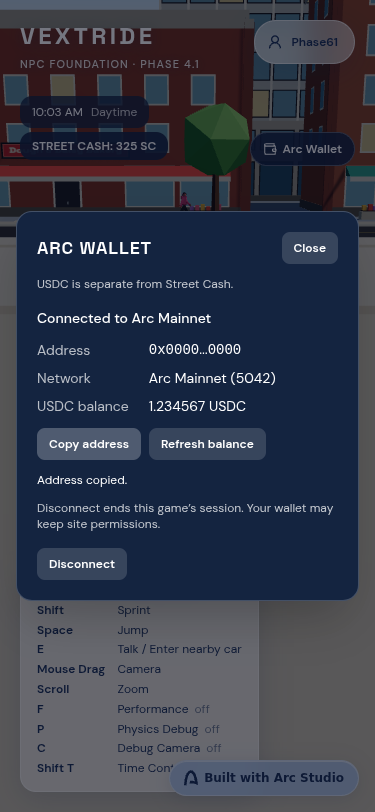 VEXTRIDE
NPC FOUNDATION · PHASE 4.1
Phase61
10:03 AM Daytime
STREET CASH: 325 SC
Arc Wallet
ARC WALLET
Close
USDC is separate from Street Cash.
Connected to Arc Mainnet
Address 0x0000…0000
Network Arc Mainnet (5042)
USDC balance 1.234567 USDC
Copy address Refresh balance
Address copied.
Disconnect ends this game's session. Your wallet may
keep site permissions.
Disconnect
Shift Sprint
Space Jump
E Talk / Enter nearby car
Mouse Drag Camera
Scroll Zoom
F Performance off
P Physics Debug off
C Debug Camera off
Shift T Time
Built with Arc Studio